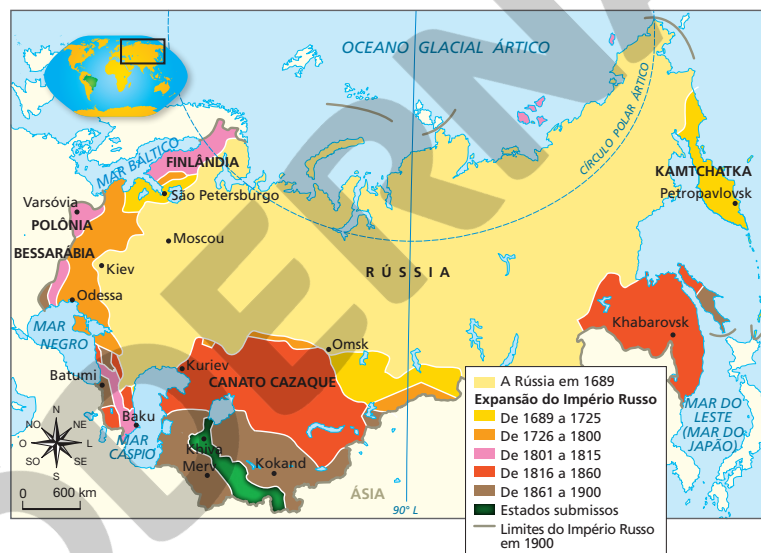 OCEANO GLACIAL ÁRTICO
CÍRCULO POLAR ÁRTICO
MAR BÁLTICO
FINLÂNDIA
São Petersburgo
KAMTCHATKA
Petropavlovsk
Varsóvia
POLÔNIA
Moscou
BESSARÁBIA
Kiev
RÚSSIA
Odessa
MAR
NEGRO
Khabarovsk
Omsk
Kuriev
CANATO CAZAQUE
Batumi
Baku
MAR
CÁSPIO
Khiva
Merv
Kokand
ÁSIA
MAR DO
LESTE
(MAR DO
JAPÃO)
N
NO
NE
O
L
SO
SE
S
0 600 km
90° L
A Rússia em 1689
Expansão do Império Russo
De 1689 a 1725
De 1726 a 1800
De 1801 a 1815
De 1816 a 1860
De 1861 a 1900
Estados submissos
Limites do Império Russo
em 1900